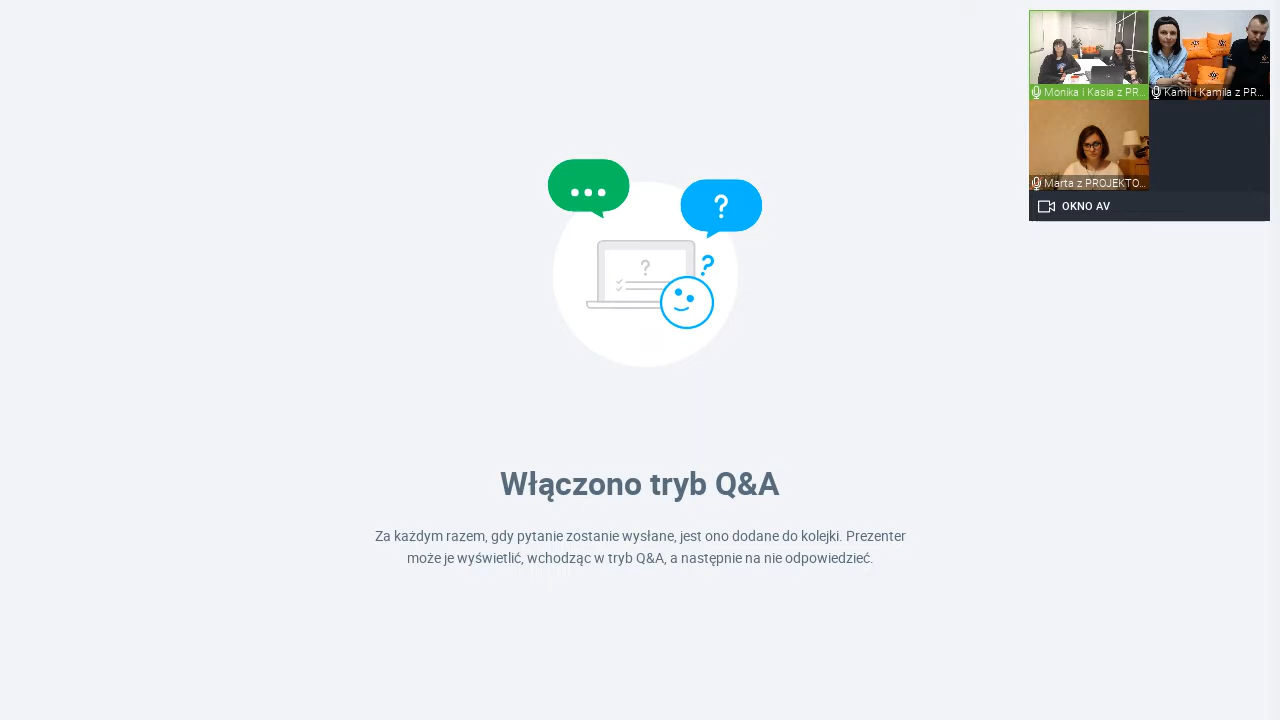 Monika i Kasia z PR...
Kamil i Kamila z PR...
Marta z PROJEKTO...
OKNO AV
Włączono tryb Q&A
Za każdym razem, gdy pytanie zostanie wysłane, jest ono dodane do kolejki. Prezenter
może je wyświetlić, wchodząc w tryb Q&A, a następnie na nie odpowiedzieć.